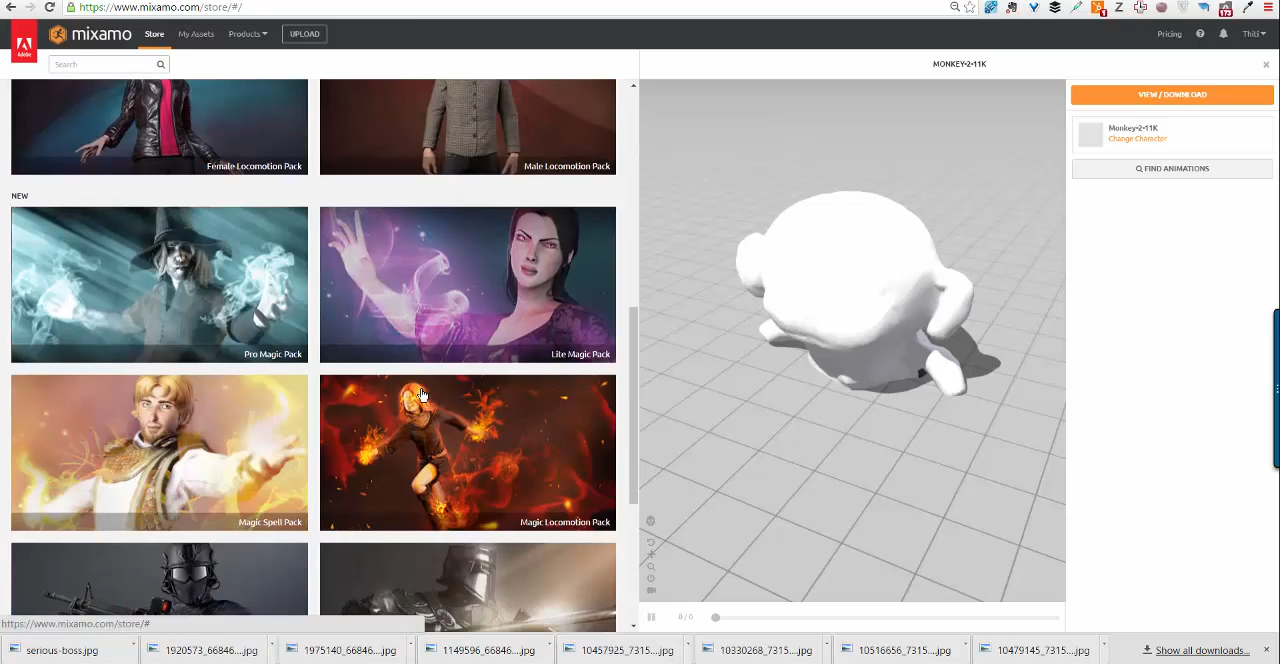 https://www.mixamo.com/store/#/
1
173
Adobe
mixamo
Store
My Assets
Products
UPLOAD
Pricing
Thiti
Search
MONKEY-2-11K
VIEW / DOWNLOAD
Monkey-2-11K
Change Character
FIND ANIMATIONS
Female Locomotion Pack
Male Locomotion Pack
NEW
Pro Magic Pack
Lite Magic Pack
Magic Spell Pack
Magic Locomotion Pack
0 / 0
https://www.mixamo.com/store/#
serious-boss.jpg
1920573_66846...jpg
1975140_66846...jpg
1149596_66846...jpg
10457925_7315...jpg
10330268_7315...jpg
10516656_7315...jpg
10479145_7315...jpg
Show all downloads...